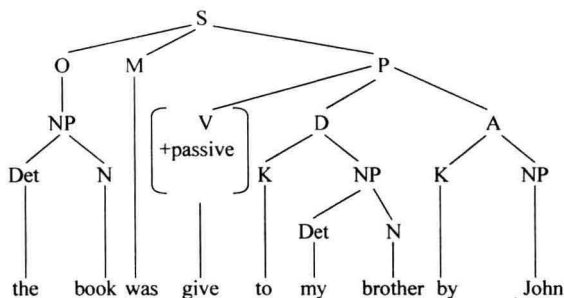 S
O M P
NP V D A
+passive
Det N K NP K NP
Det N
the book was give to my brother by John